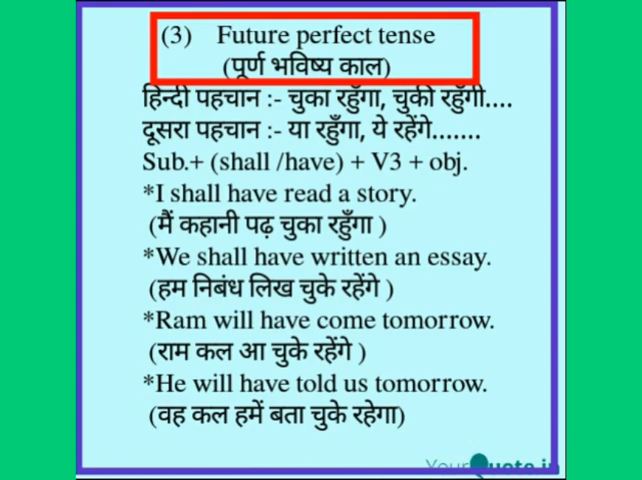 (3) Future perfect tense
(पूर्ण भविष्य काल)
हिन्दी पहचान :- चुका रहुँगा, चुकी रहुँगी....
दूसरा पहचान :- या रहुँगा, ये रहेंगे.......
Sub.+ (shall /have) + V3 + obj.
*I shall have read a story.
(मैं कहानी पढ़ चुका रहुँगा )
*We shall have written an essay.
(हम निबंध लिख चुके रहेंगे )
*Ram will have come tomorrow.
(राम कल आ चुके रहेंगे )
*He will have told us tomorrow.
(वह कल हमें बता चुके रहेगा)
YourQuote.in